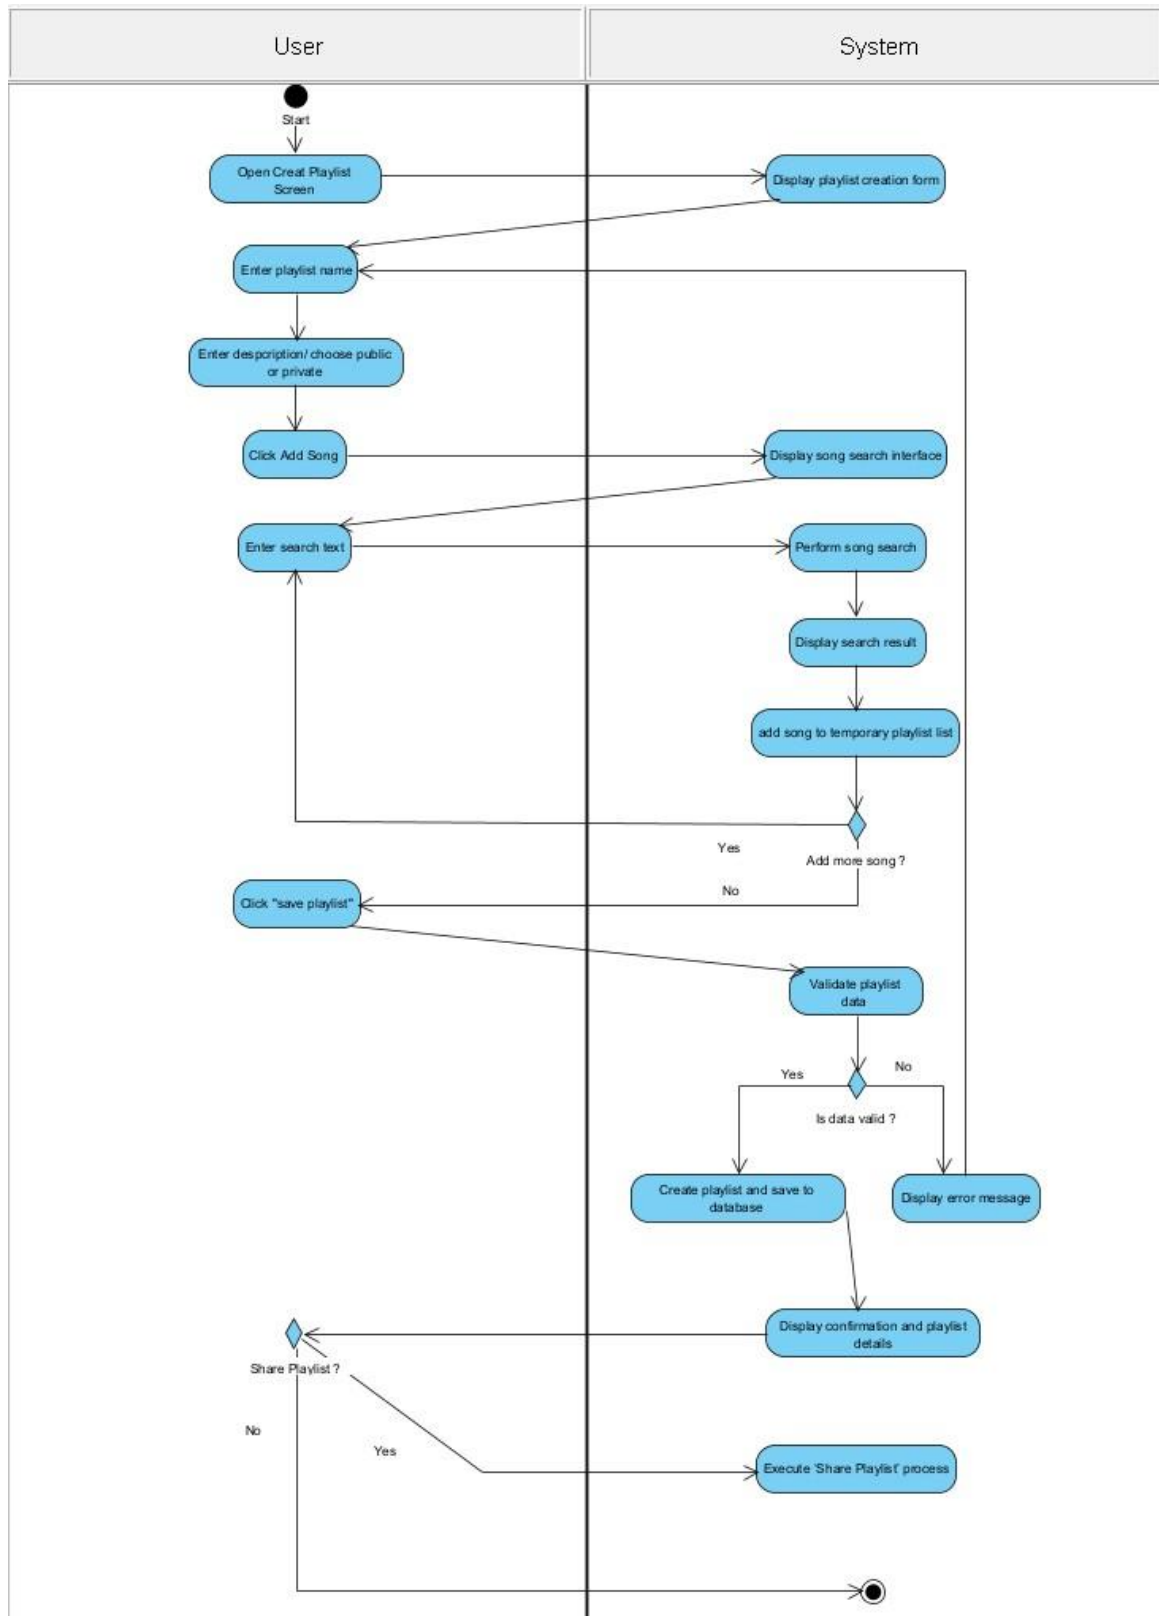 User
System
Start
Open Creat Playlist
Screen
Display playlist creation form
Enter playlist name
Enter despcription/ choose public
or private
Click Add Song
Display song search interface
Enter search text
Perform song search
Display search result
add song to temporary playlist list
Yes
Add more song ?
No
Click "save playlist"
Validate playlist
data
Yes
No
Is data valid ?
Create playlist and save to
database
Display error message
Display confirmation and playlist
details
Share Playlist ?
No
Yes
Execute 'Share Playlist' process